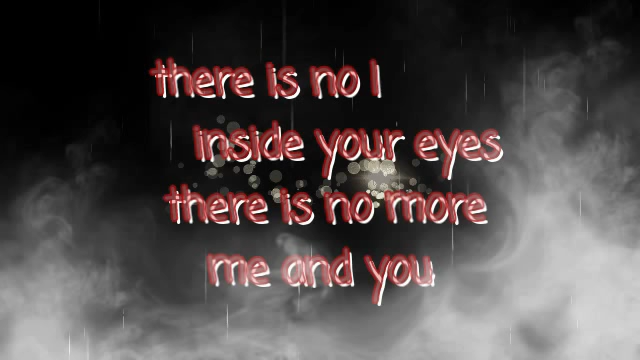 there is no I
inside your eyes
there is no more
me and you